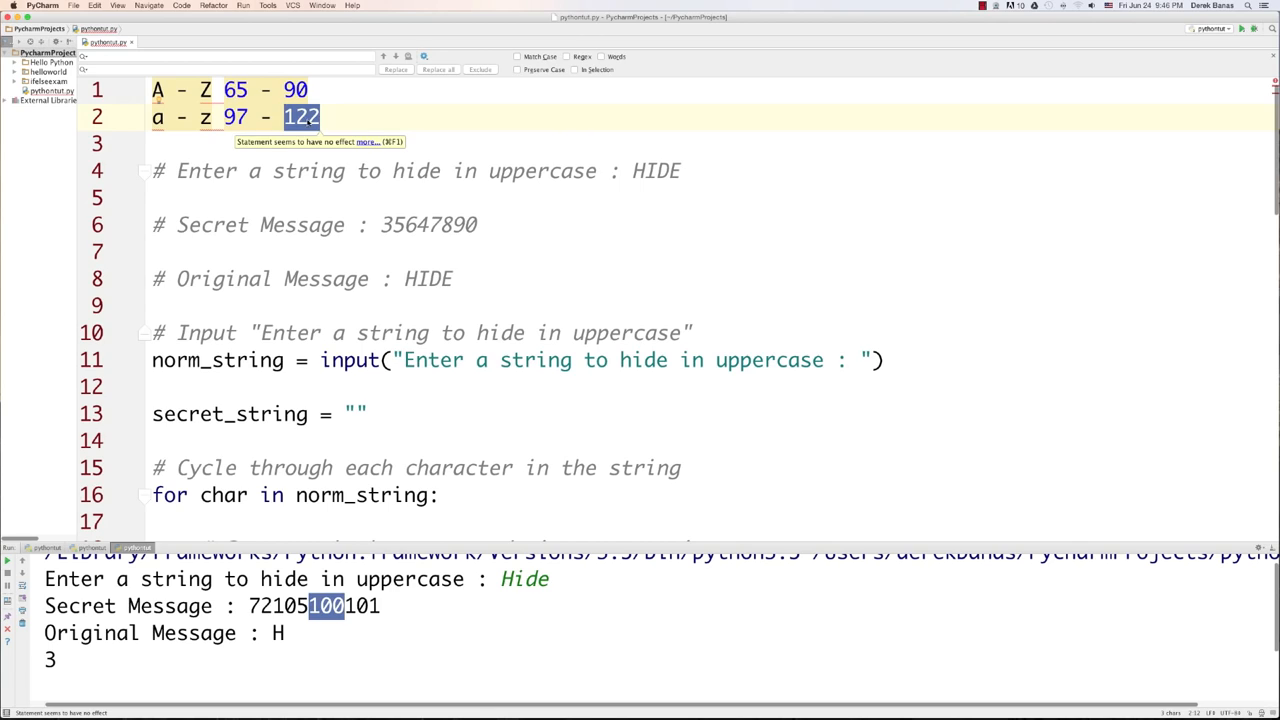 PyCharm File Edit View Navigate Code Refactor Run Tools VCS Window Help
10 Fri Jun 24 9:46 PM Derek Banas
pythontut.py - PycharmProjects - [~/PycharmProjects]
PycharmProjects pythontut.py
pythontut
pythontut.py
Match Case Regex Words
Replace Replace all Exclude Preserve Case In Selection
PycharmProject
Hello Python
helloworld
ifelseexam
pythontut.py
External Librarie
1 A - Z 65 - 90
2 a - z 97 - 122
Statement seems to have no effect more... (⌘F1)
3
4 # Enter a string to hide in uppercase : HIDE
5
6 # Secret Message : 35647890
7
8 # Original Message : HIDE
9
10 # Input "Enter a string to hide in uppercase"
11 norm_string = input("Enter a string to hide in uppercase : ")
12
13 secret_string = ""
14
15 # Cycle through each character in the string
16 for char in norm_string:
17
Run: pythontut pythontut pythontut
/Library/Frameworks/Python.framework/Versions/3.5/bin/python3.5 /Users/derekbanas/PycharmProjects/pytho
Enter a string to hide in uppercase : Hide
Secret Message : 72105100101
Original Message : H
3
Statement seems to have no effect
3 chars 2:12 LF÷ UTF-8÷